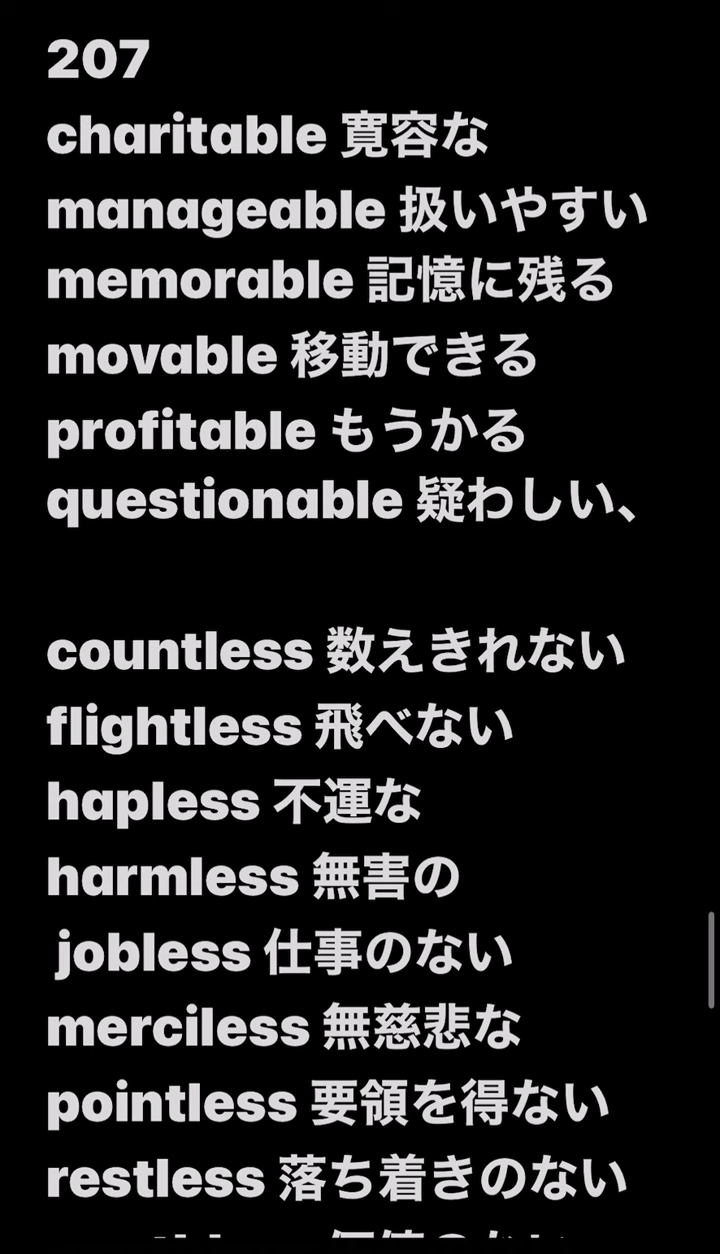 207
charitable 寛容な
manageable 扱いやすい
memorable 記憶に残る
movable 移動できる
profitable もうかる
questionable 疑わしい、
countless 数えきれない
flightless 飛べない
hapless 不運な
harmless 無害の
jobless 仕事のない
merciless 無慈悲な
pointless 要領を得ない
restless 落ち着きのない